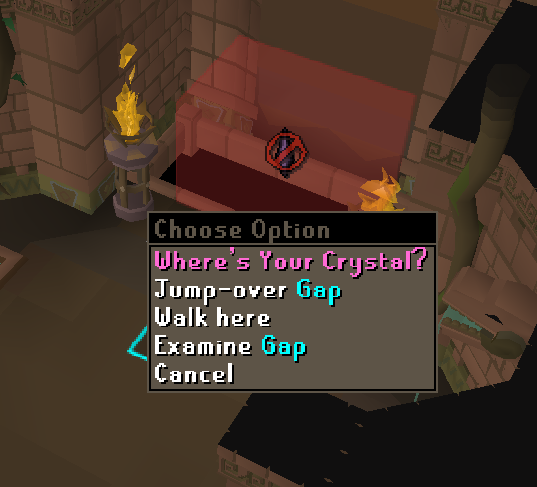 Choose Option
Where's Your Crystal?
Jump-over Gap
Walk here
Examine Gap
Cancel